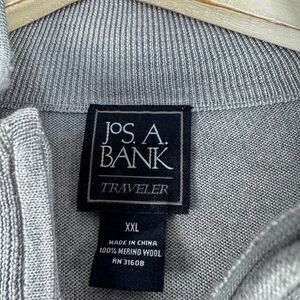 JOS. A.
BANK
TRAVELER
XXL
MADE IN CHINA
100% MERINO WOOL
RN 31608